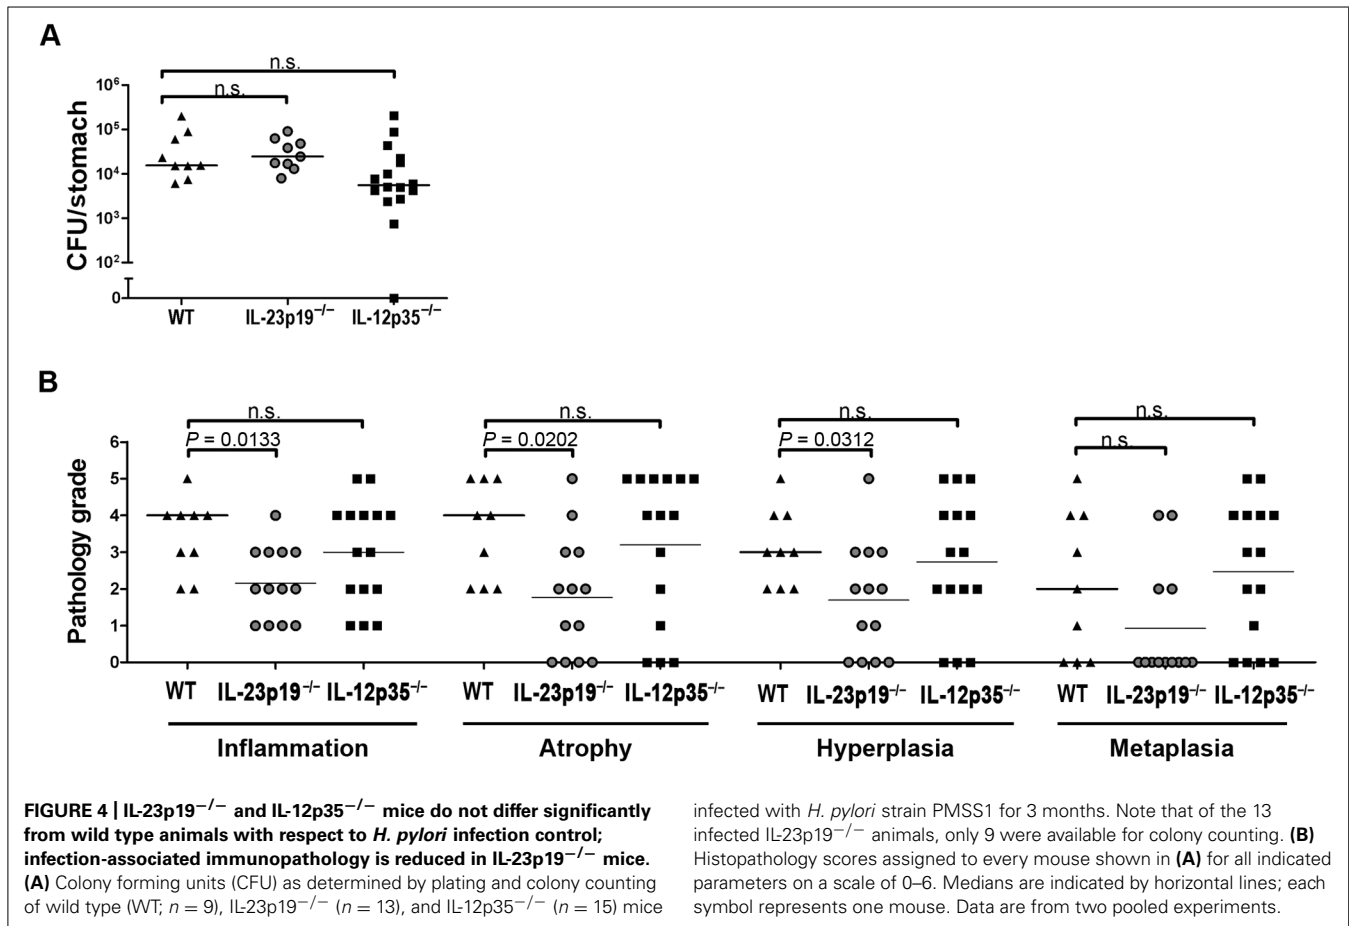 A
n.s.
n.s.
10⁶
10⁵
10⁴
10³
10²
0
CFU/stomach
WT IL-23p19⁻/⁻ IL-12p35⁻/⁻
B
n.s. n.s. n.s. n.s.
P = 0.0133 P = 0.0202 P = 0.0312 n.s.
6
5
4
3
2
1
0
Pathology grade
WT IL-23p19⁻/⁻ IL-12p35⁻/⁻ WT IL-23p19⁻/⁻ IL-12p35⁻/⁻ WT IL-23p19⁻/⁻ IL-12p35⁻/⁻ WT IL-23p19⁻/⁻ IL-12p35⁻/⁻
Inflammation Atrophy Hyperplasia Metaplasia
FIGURE 4 | IL-23p19⁻/⁻ and IL-12p35⁻/⁻ mice do not differ significantly
from wild type animals with respect to H. pylori infection control;
infection-associated immunopathology is reduced in IL-23p19⁻/⁻ mice.
(A) Colony forming units (CFU) as determined by plating and colony counting
of wild type (WT; n = 9), IL-23p19⁻/⁻ (n = 13), and IL-12p35⁻/⁻ (n = 15) mice
infected with H. pylori strain PMSS1 for 3 months. Note that of the 13
infected IL-23p19⁻/⁻ animals, only 9 were available for colony counting. (B)
Histopathology scores assigned to every mouse shown in (A) for all indicated
parameters on a scale of 0–6. Medians are indicated by horizontal lines; each
symbol represents one mouse. Data are from two pooled experiments.